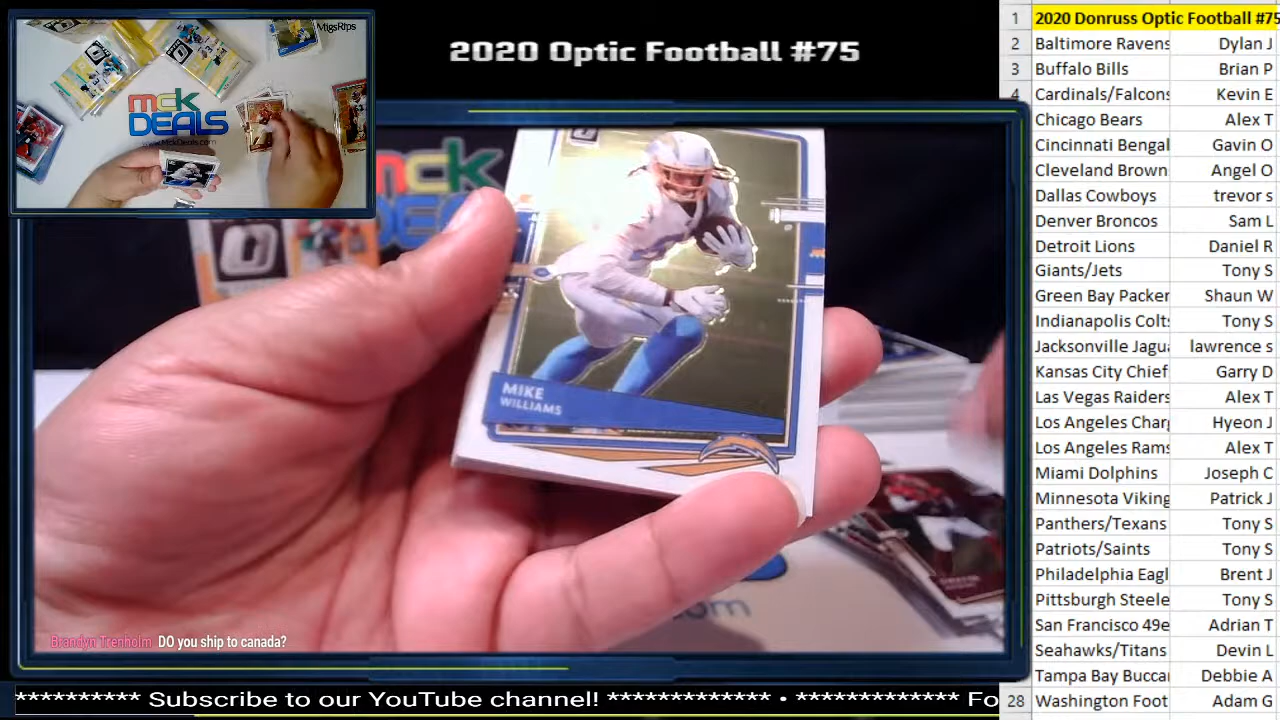 MigsRips
mck
DEALS
www.MckDeals.com
2020 Optic Football #75
mck
MIKE
WILLIAMS
com
Brandyn Trenholm DO you ship to canada?
********** Subscribe to our YouTube channel! ************* • ************* Fo
1 2020 Donruss Optic Football #75
2 Baltimore Ravens Dylan J
3 Buffalo Bills Brian P
4 Cardinals/Falcons Kevin E
Chicago Bears Alex T
Cincinnati Bengal Gavin O
Cleveland Brown Angel O
Dallas Cowboys trevor s
Denver Broncos Sam L
Detroit Lions Daniel R
Giants/Jets Tony S
Green Bay Packer Shaun W
Indianapolis Colts Tony S
Jacksonville Jagua lawrence s
Kansas City Chief Garry D
Las Vegas Raiders Alex T
Los Angeles Charg Hyeon J
Los Angeles Rams Alex T
Miami Dolphins Joseph C
Minnesota Viking Patrick J
Panthers/Texans Tony S
Patriots/Saints Tony S
Philadelphia Eagl Brent J
Pittsburgh Steele Tony S
San Francisco 49e Adrian T
Seahawks/Titans Devin L
Tampa Bay Bucca Debbie A
28 Washington Foot Adam G